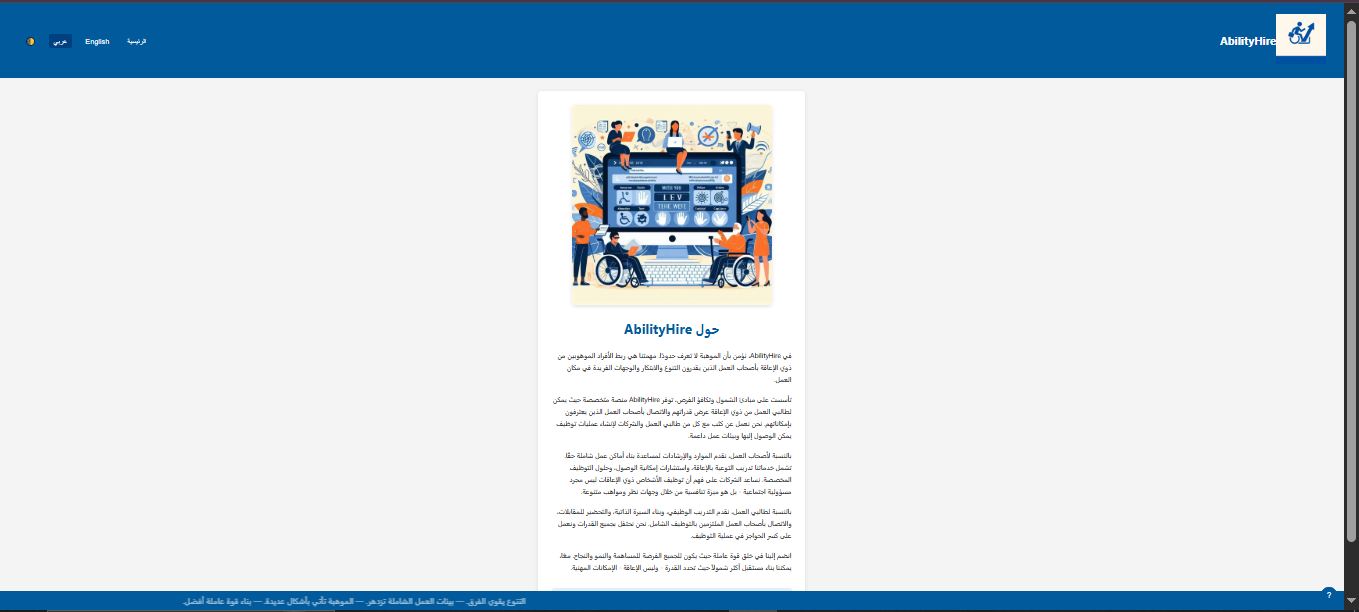 AbilityHire
الرئيسية
English
عربي
حول AbilityHire
في AbilityHire، نؤمن بأن الموهبة لا تعرف حدودًا. مهمتنا هي ربط الأفراد الموهوبين من
ذوي الإعاقة بأصحاب العمل الذين يقدرون التنوع والابتكار والوجهات الفريدة في مكان
العمل.
تأسست على مبادئ الشمول وتكافؤ الفرص، توفر AbilityHire منصة متخصصة حيث يمكن
لطالبي العمل من ذوي الإعاقة عرض قدراتهم والاتصال بأصحاب العمل الذين يعترفون
بإمكاناتهم. نحن نعمل عن كثب مع كل من طالبي العمل والشركات لإنشاء عمليات توظيف
يمكن الوصول إليها وبيئات عمل داعمة.
بالنسبة لأصحاب العمل، نقدم الموارد والإرشادات لمساعدة بناء أماكن عمل شاملة حقًا.
تشمل خدماتنا تدريب التوعية بالإعاقة، واستشارات إمكانية الوصول، وحلول التوظيف
المخصصة. نساعد الشركات على فهم أن توظيف الأشخاص ذوي الإعاقات ليس مجرد
مسؤولية اجتماعية - بل هو ميزة تنافسية من خلال وجهات نظر ومواهب متنوعة.
بالنسبة لطالبي العمل، نقدم التدريب الوظيفي، وبناء السيرة الذاتية، والتحضير للمقابلات،
والاتصال بأصحاب العمل الملتزمين بالتوظيف الشامل. نحن نحتفل بجميع القدرات ونعمل
على كسر الحواجز في عملية التوظيف.
انضم إلينا في خلق قوة عاملة حيث يكون للجميع الفرصة للمساهمة والنمو والنجاح. معًا،
يمكننا بناء مستقبل أكثر شمولاً حيث تحدد القدرة - وليس الإعاقة - الإمكانات المهنية.
التنوع يقوي الفرق. — بيئات العمل الشاملة تزدهر. — الموهبة تأتي بأشكال عديدة. — بناء قوة عاملة أفضل.
?